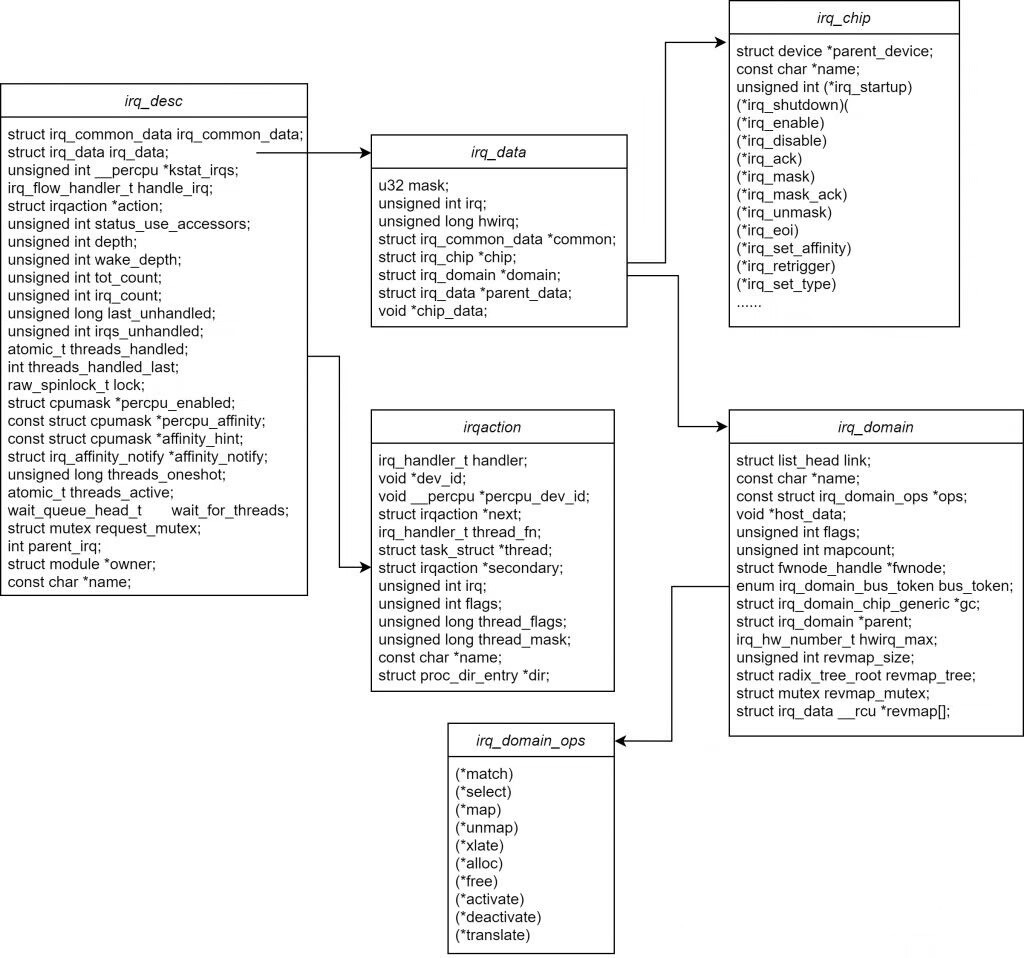 irq_desc
struct irq_common_data irq_common_data;
struct irq_data irq_data;
unsigned int __percpu *kstat_irqs;
irq_flow_handler_t handle_irq;
struct irqaction *action;
unsigned int status_use_accessors;
unsigned int depth;
unsigned int wake_depth;
unsigned int tot_count;
unsigned int irq_count;
unsigned long last_unhandled;
unsigned int irqs_unhandled;
atomic_t threads_handled;
int threads_handled_last;
raw_spinlock_t lock;
struct cpumask *percpu_enabled;
const struct cpumask *percpu_affinity;
const struct cpumask *affinity_hint;
struct irq_affinity_notify *affinity_notify;
unsigned long threads_oneshot;
atomic_t threads_active;
wait_queue_head_t wait_for_threads;
struct mutex request_mutex;
int parent_irq;
struct module *owner;
const char *name;
irq_data
u32 mask;
unsigned int irq;
unsigned long hwirq;
struct irq_common_data *common;
struct irq_chip *chip;
struct irq_domain *domain;
struct irq_data *parent_data;
void *chip_data;
irq_chip
struct device *parent_device;
const char *name;
unsigned int (*irq_startup)
(*irq_shutdown)(
(*irq_enable)
(*irq_disable)
(*irq_ack)
(*irq_mask)
(*irq_mask_ack)
(*irq_unmask)
(*irq_eoi)
(*irq_set_affinity)
(*irq_retrigger)
(*irq_set_type)
......
irqaction
irq_handler_t handler;
void *dev_id;
void __percpu *percpu_dev_id;
struct irqaction *next;
irq_handler_t thread_fn;
struct task_struct *thread;
struct irqaction *secondary;
unsigned int irq;
unsigned int flags;
unsigned long thread_flags;
unsigned long thread_mask;
const char *name;
struct proc_dir_entry *dir;
irq_domain
struct list_head link;
const char *name;
const struct irq_domain_ops *ops;
void *host_data;
unsigned int flags;
unsigned int mapcount;
struct fwnode_handle *fwnode;
enum irq_domain_bus_token bus_token;
struct irq_domain_chip_generic *gc;
struct irq_domain *parent;
irq_hw_number_t hwirq_max;
unsigned int revmap_size;
struct radix_tree_root revmap_tree;
struct mutex revmap_mutex;
struct irq_data __rcu *revmap[];
irq_domain_ops
(*match)
(*select)
(*map)
(*unmap)
(*xlate)
(*alloc)
(*free)
(*activate)
(*deactivate)
(*translate)